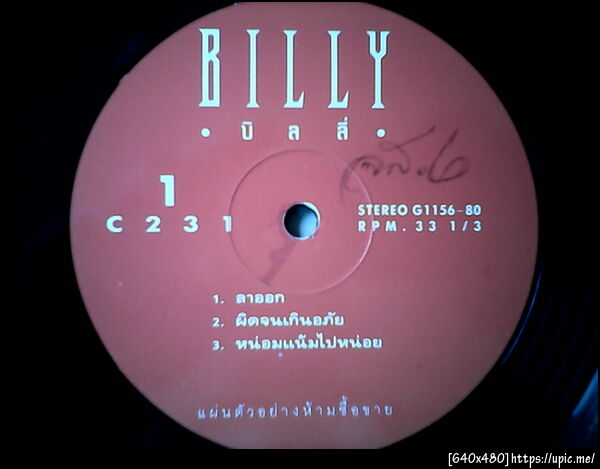 BILLY
• บิลลี่ •
1
C 2 3 1
STEREO G1156-80
RPM. 33 1/3
1. ลาออก
2. ผิดจนเกินอภัย
3. หน่อมแน้มไปหน่อย
แผ่นตัวอย่างห้ามซื้อขาย
[640x480]https://upic.me/